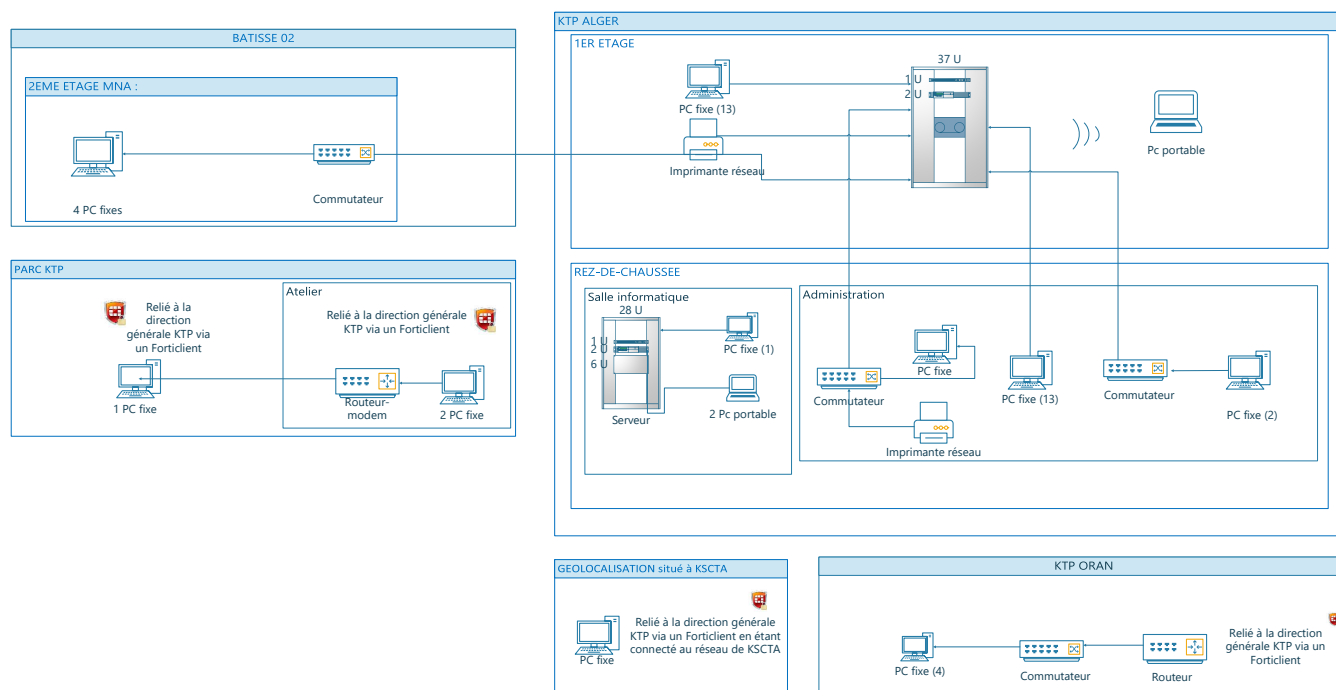 BATISSE 02
2EME ETAGE MNA :
4 PC fixes
Commutateur
PARC KTP
Relié à la
direction
générale KTP via
un Forticlient
1 PC fixe
Atelier
Relié à la direction générale
KTP via un Forticlient
Routeur-
modem
2 PC fixe
KTP ALGER
1ER ETAGE
37 U
1 U
2 U
PC fixe (13)
Imprimante réseau
Pc portable
REZ-DE-CHAUSSEE
Salle informatique
28 U
1 U
2 U
6 U
Serveur
PC fixe (1)
2 Pc portable
Administration
Commutateur
PC fixe
Imprimante réseau
PC fixe (13)
Commutateur
PC fixe (2)
GEOLOCALISATION situé à KSCTA
PC fixe
Relié à la direction générale
KTP via un Forticlient en étant
connecté au réseau de KSCTA
KTP ORAN
PC fixe (4)
Commutateur
Routeur
Relié à la direction
générale KTP via un
Forticlient